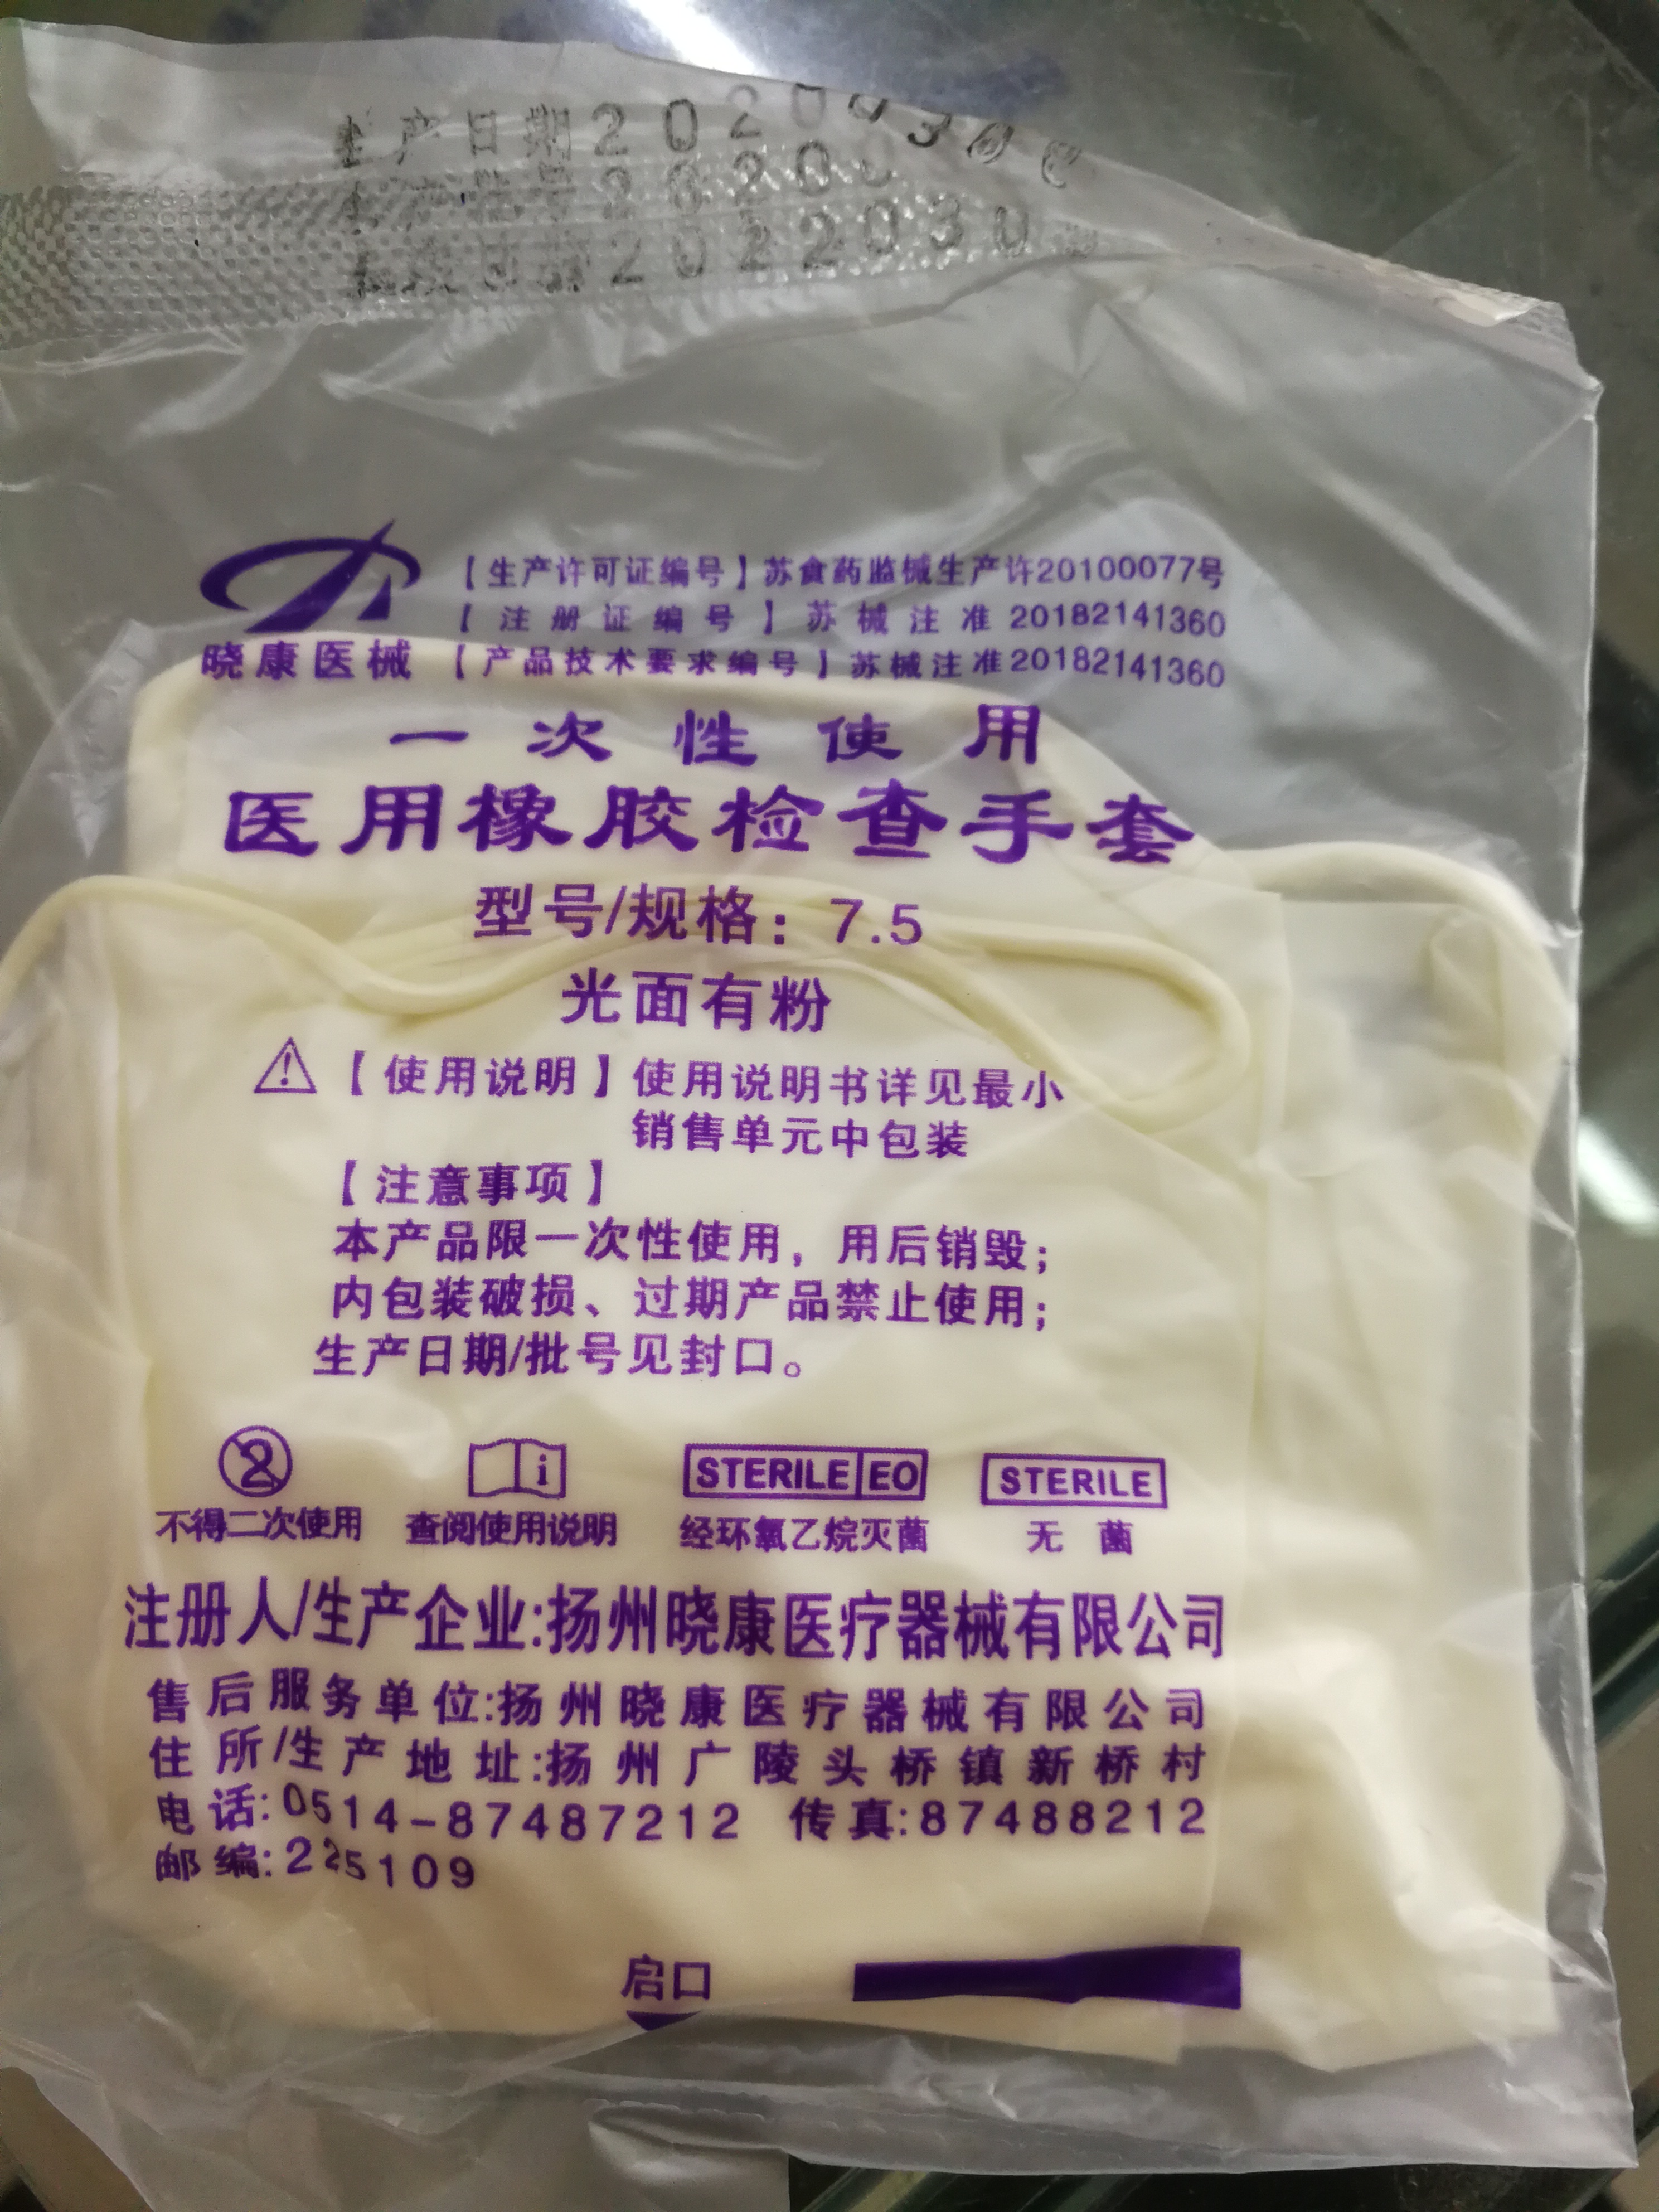 生产日期20200308
20200
2022030
【生产许可证编号】苏食药监械生产许20100077号
【注册证编号】苏械注准20182141360
晓康医械【产品技术要求编号】苏械注准20182141360
一次性使用
医用橡胶检查手套
型号/规格：7.5
光面有粉
【使用说明】使用说明书详见最小
销售单元中包装
【注意事项】
本产品限一次性使用，用后销毁；
内包装破损、过期产品禁止使用；
生产日期/批号见封口。
2 i STERILE EO STERILE
不得二次使用 查阅使用说明 经环氧乙烷灭菌 无菌
注册人/生产企业:扬州晓康医疗器械有限公司
售后服务单位:扬州晓康医疗器械有限公司
住所/生产地址:扬州广陵头桥镇新桥村
电话:0514-87487212 传真:87488212
邮编:225109
启口